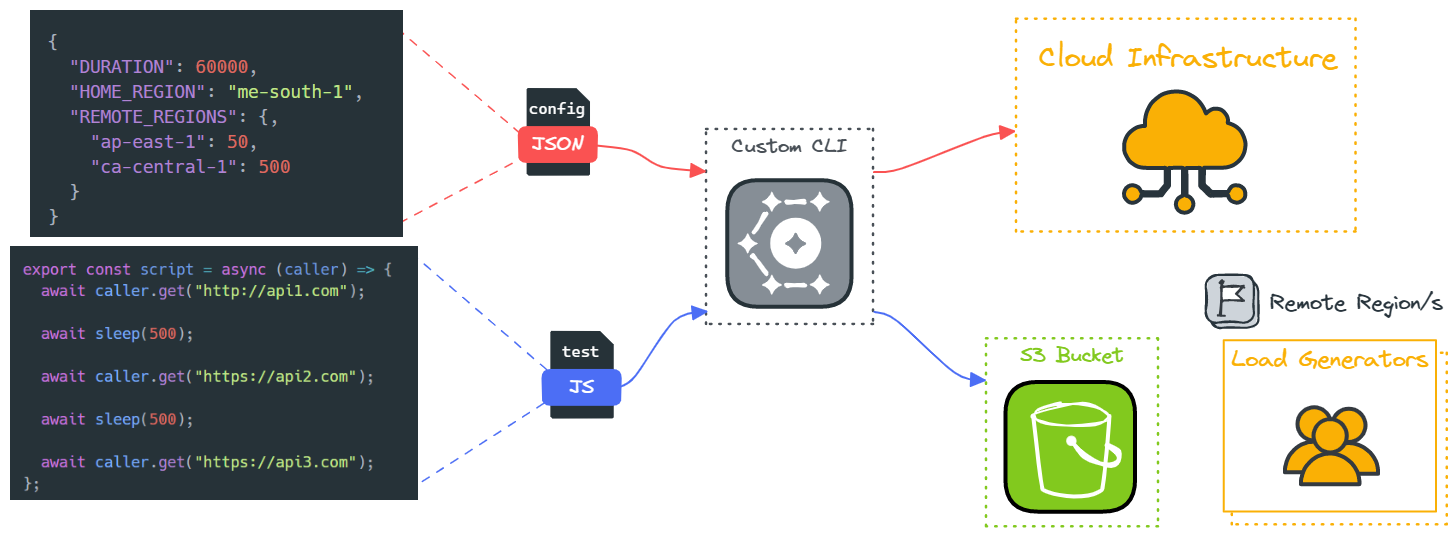 {
"DURATION": 60000,
"HOME_REGION": "me-south-1",
"REMOTE_REGIONS": {,
"ap-east-1": 50,
"ca-central-1": 500
}
}
export const script = async (caller) => {
await caller.get("http://api1.com");
await sleep(500);
await caller.get("https://api2.com");
await sleep(500);
await caller.get("https://api3.com");
};
config
JSON
test
JS
Custom CLI
Cloud Infrastructure
S3 Bucket
Remote Region/s
Load Generators